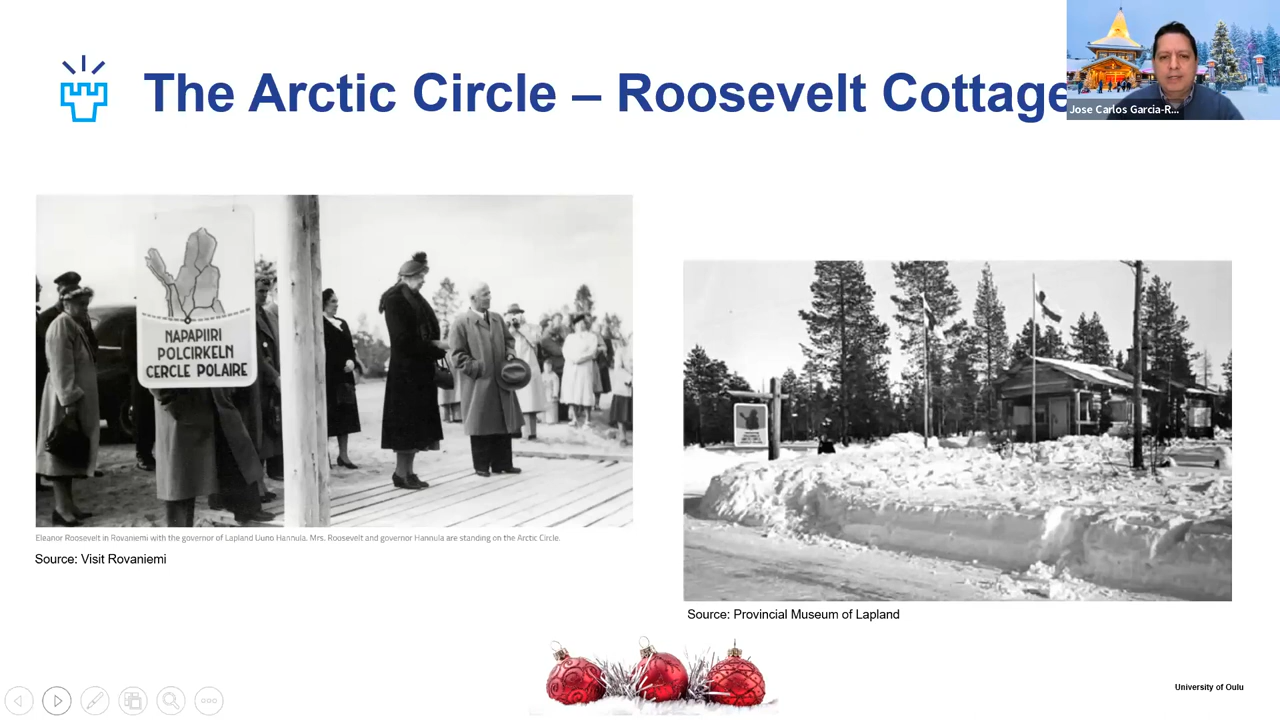 The Arctic Circle – Roosevelt Cottage
Jose Carlos Garcia-R...
NAPAPIIRI
POLCIRKELN
CERCLE POLAIRE
Eleanor Roosevelt in Rovaniemi with the governor of Lapland Uuno Hannula. Mrs. Roosevelt and governor Hannula are standing on the Arctic Circle.
Source: Visit Rovaniemi
Source: Provincial Museum of Lapland
University of Oulu